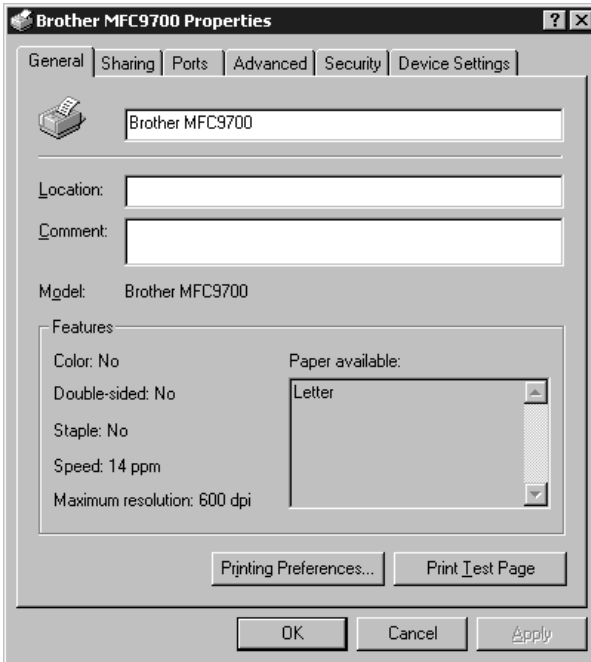 Brother MFC9700 Properties
General Sharing Ports Advanced Security Device Settings
Brother MFC9700
Location:
Comment:
Model: Brother MFC9700
Features
Color: No
Double-sided: No
Staple: No
Speed: 14 ppm
Maximum resolution: 600 dpi
Paper available:
Letter
Printing Preferences... Print Test Page
OK Cancel Apply